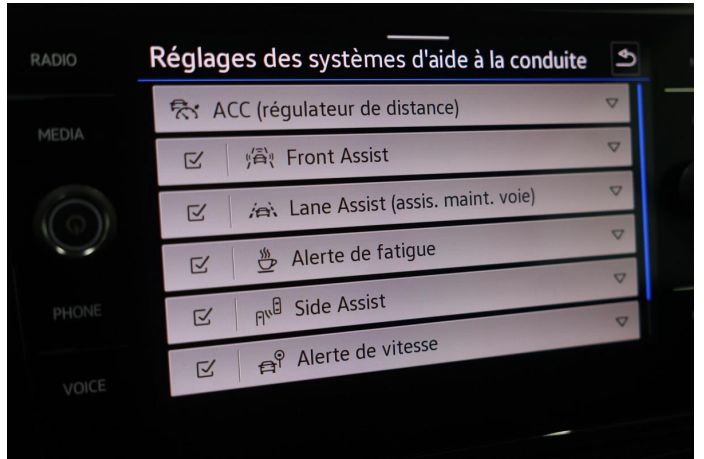 RADIO
MEDIA
PHONE
VOICE
Réglages des systèmes d'aide à la conduite
ACC (régulateur de distance)
Front Assist
Lane Assist (assis. maint. voie)
Alerte de fatigue
Side Assist
Alerte de vitesse